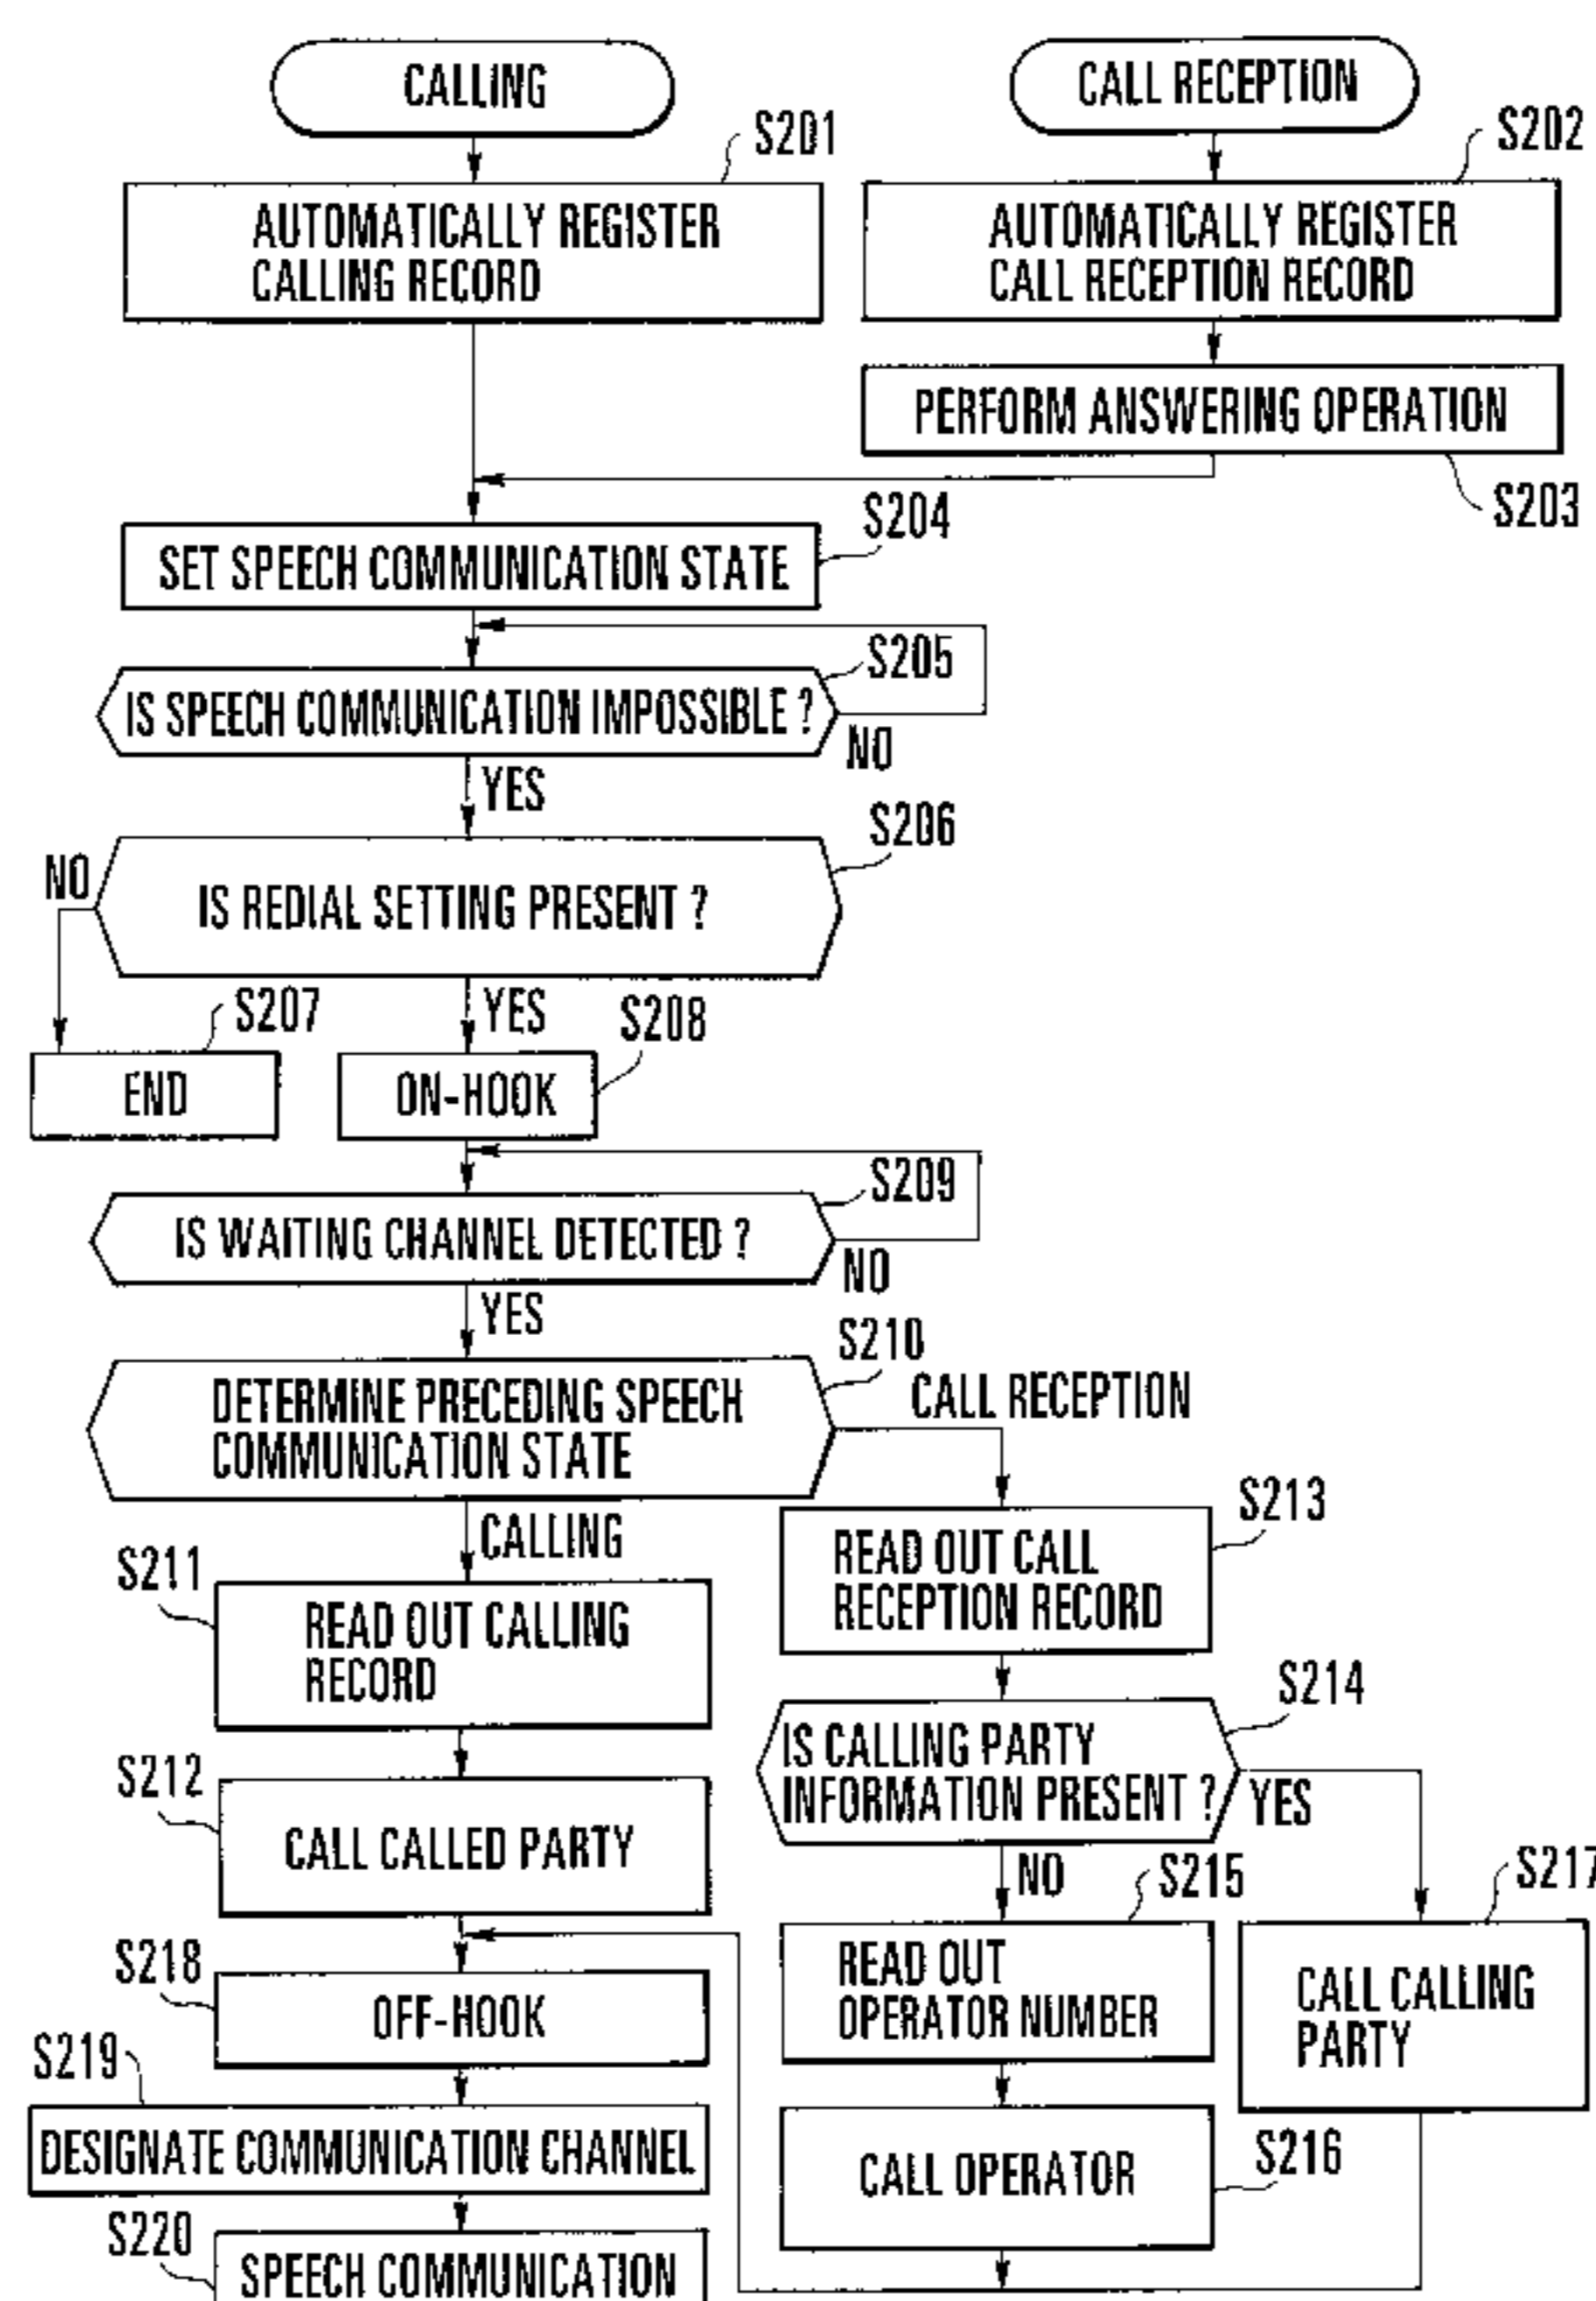 CALLING
CALL RECEPTION
S201
S202
AUTOMATICALLY REGISTER
CALLING RECORD
AUTOMATICALLY REGISTER
CALL RECEPTION RECORD
PERFORM ANSWERING OPERATION
S203
S204
SET SPEECH COMMUNICATION STATE
S205
IS SPEECH COMMUNICATION IMPOSSIBLE ?
NO
YES
S206
NO
IS REDIAL SETTING PRESENT ?
S207
YES
S208
END
ON-HOOK
S209
IS WAITING CHANNEL DETECTED ?
NO
YES
S210
DETERMINE PRECEDING SPEECH
COMMUNICATION STATE
CALL RECEPTION
CALLING
S213
S211
READ OUT CALLING
RECORD
READ OUT CALL
RECEPTION RECORD
S214
S212
IS CALLING PARTY
INFORMATION PRESENT ?
YES
CALL CALLED PARTY
NO
S215
S217
S218
OFF-HOOK
READ OUT
OPERATOR NUMBER
CALL CALLING
PARTY
S219
DESIGNATE COMMUNICATION CHANNEL
CALL OPERATOR
S216
S220
SPEECH COMMUNICATION